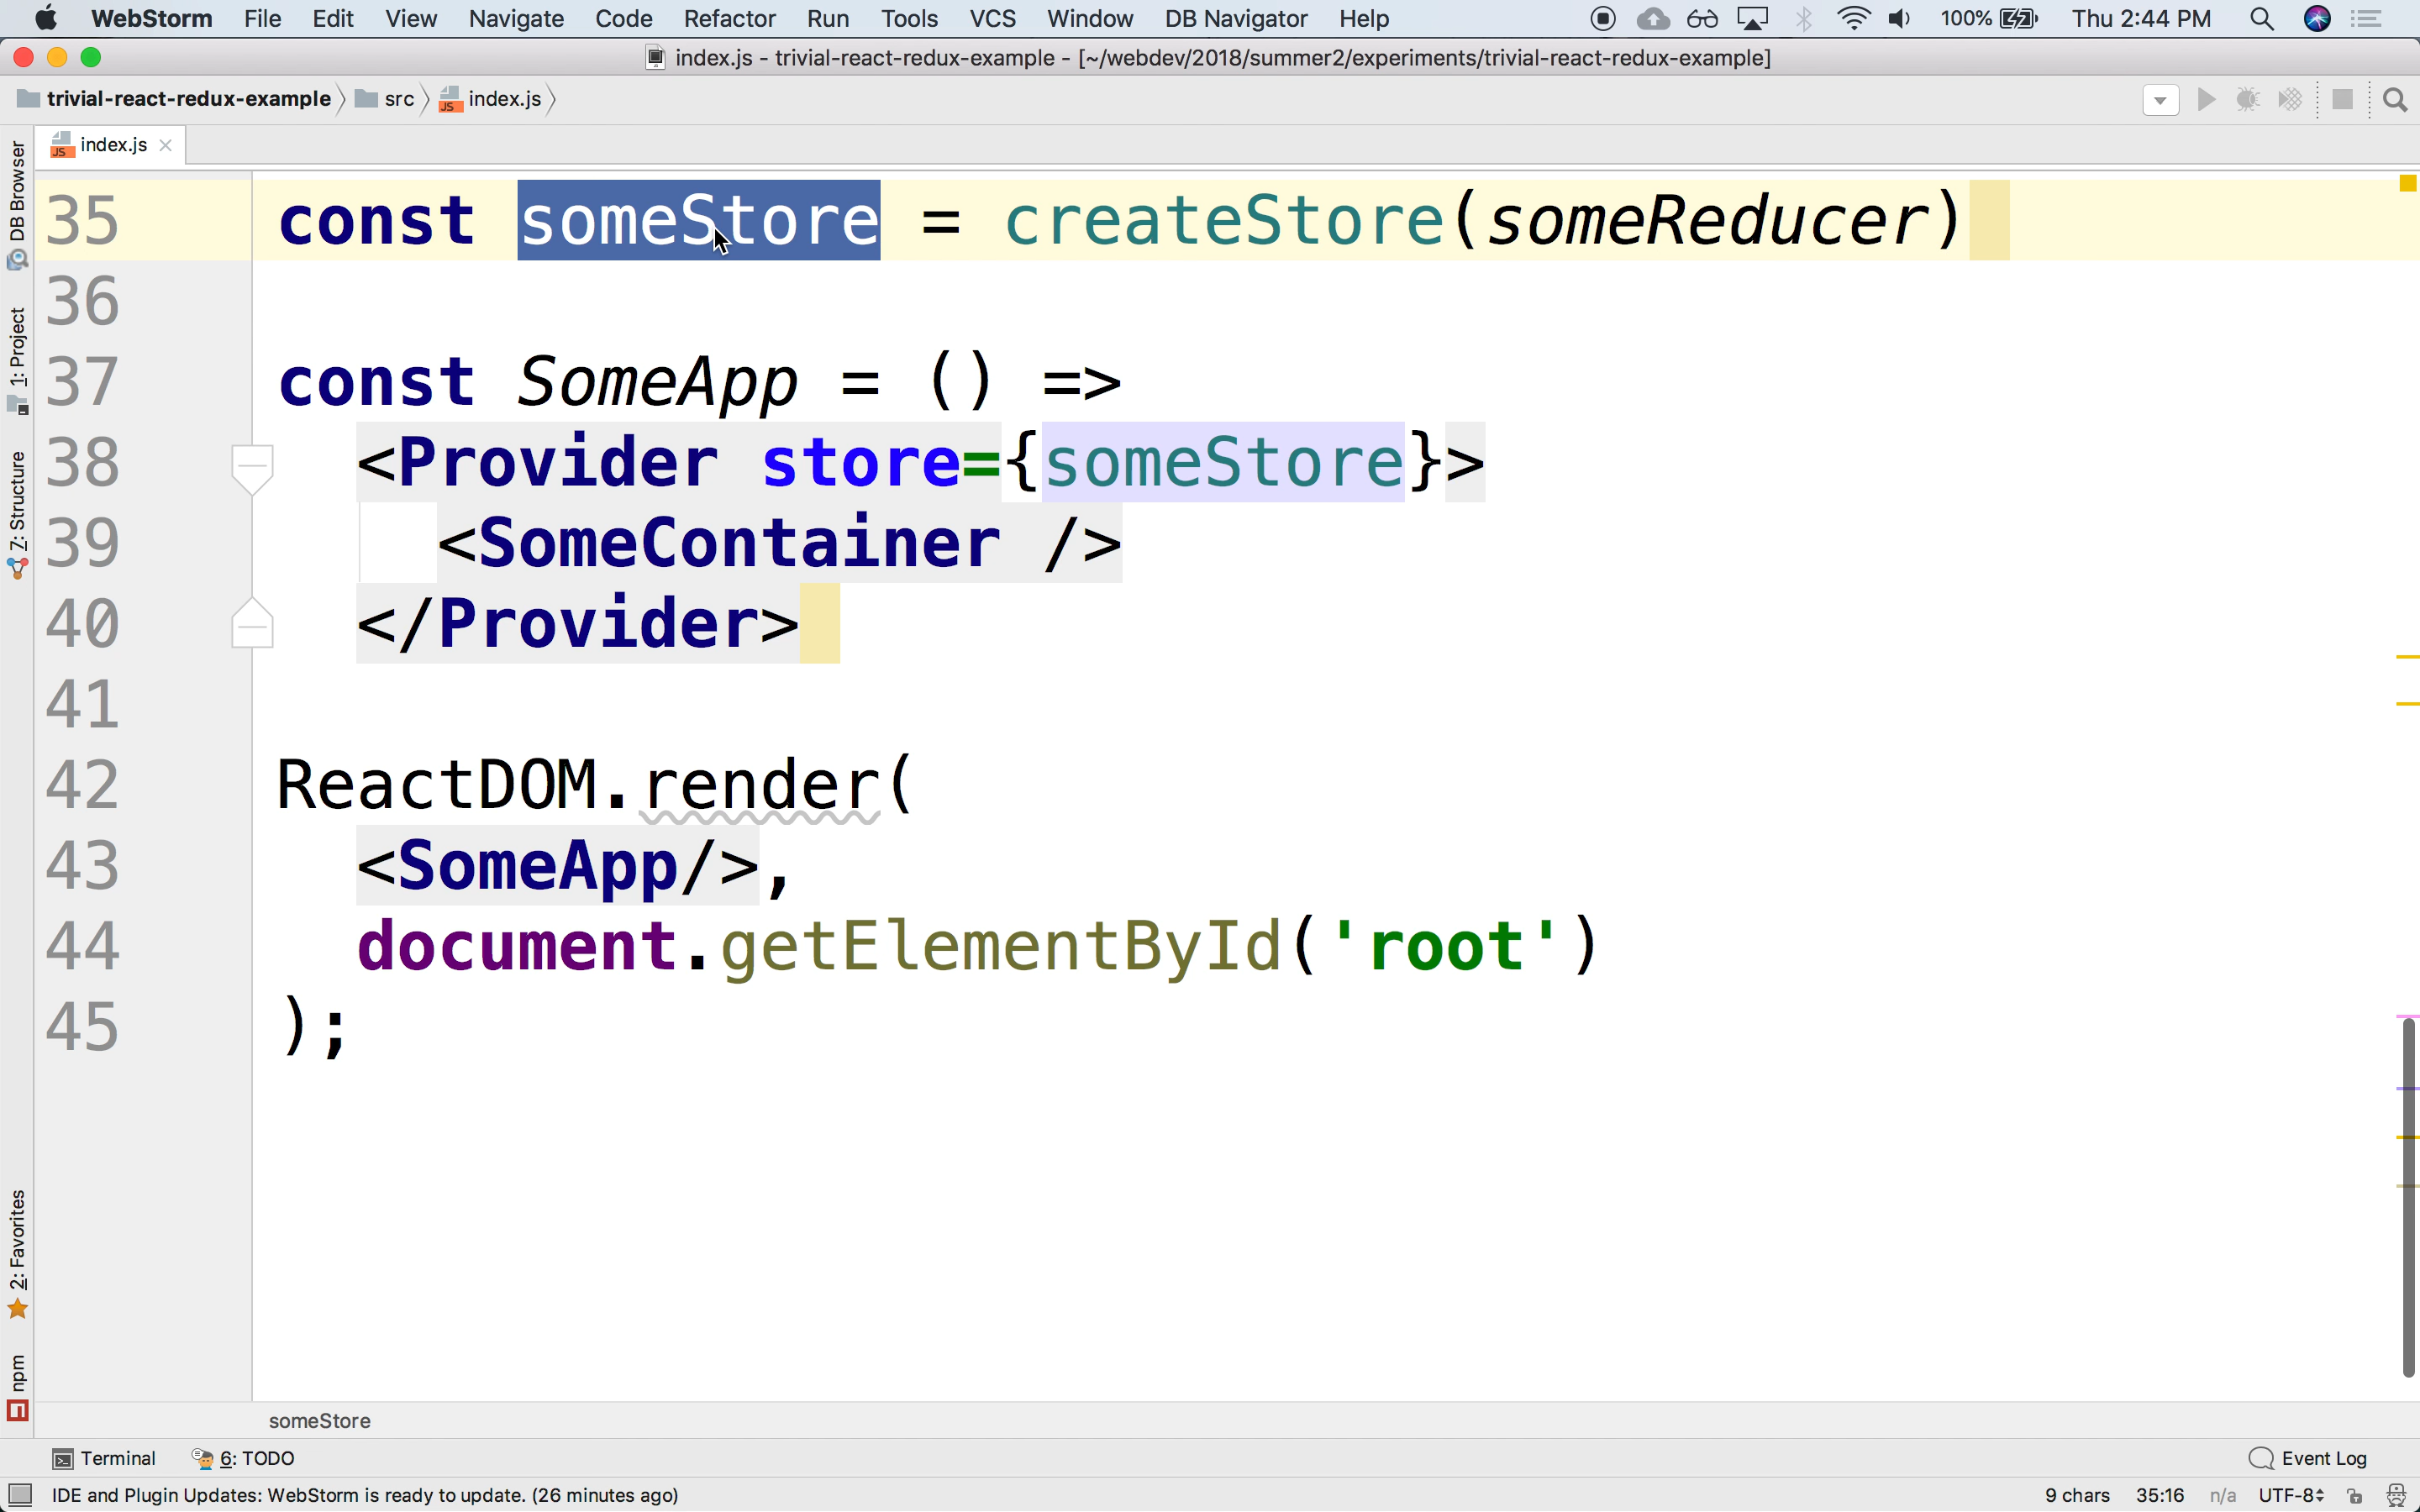 WebStorm File Edit View Navigate Code Refactor Run Tools VCS Window DB Navigator Help 100% Thu 2:44 PM
index.js - trivial-react-redux-example - [~/webdev/2018/summer2/experiments/trivial-react-redux-example]
trivial-react-redux-example src index.js
index.js
DB Browser
1: Project
7: Structure
2: Favorites
npm
35 const someStore = createStore(someReducer)
36
37 const SomeApp = () =>
38 <Provider store={someStore}>
39 <SomeContainer />
40 </Provider>
41
42 ReactDOM.render(
43 <SomeApp/>,
44 document.getElementById('root')
45 );
someStore
Terminal 6: TODO Event Log
IDE and Plugin Updates: WebStorm is ready to update. (26 minutes ago) 9 chars 35:16 n/a UTF-8